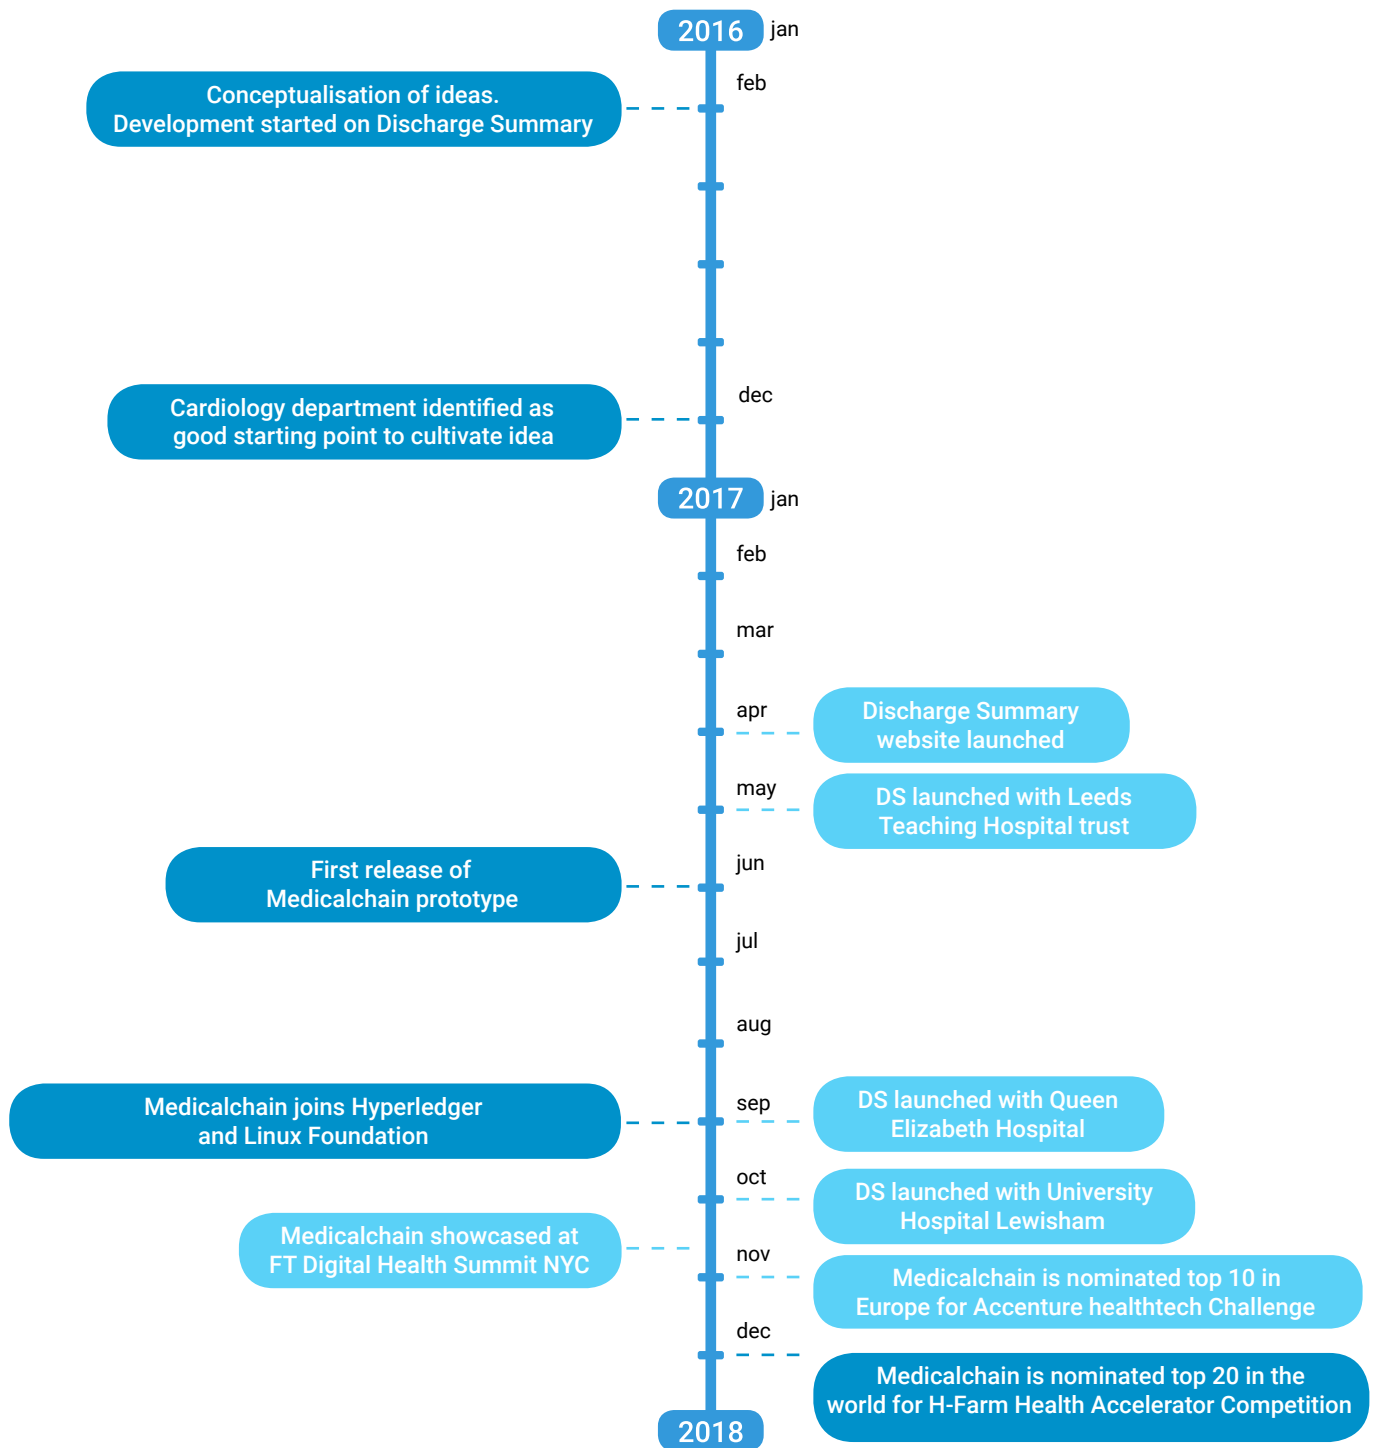 2016
jan
feb
Conceptualisation of ideas.
Development started on Discharge Summary
dec
Cardiology department identified as
good starting point to cultivate idea
2017
jan
feb
mar
apr
Discharge Summary
website launched
may
DS launched with Leeds
Teaching Hospital trust
jun
First release of
Medicalchain prototype
jul
aug
sep
Medicalchain joins Hyperledger
and Linux Foundation
DS launched with Queen
Elizabeth Hospital
oct
DS launched with University
Hospital Lewisham
Medicalchain showcased at
FT Digital Health Summit NYC
nov
Medicalchain is nominated top 10 in
Europe for Accenture healthtech Challenge
dec
Medicalchain is nominated top 20 in the
world for H-Farm Health Accelerator Competition
2018